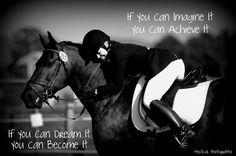 If You Can Imagine It
You Can Achieve It
If You Can Dream It
You Can Become It